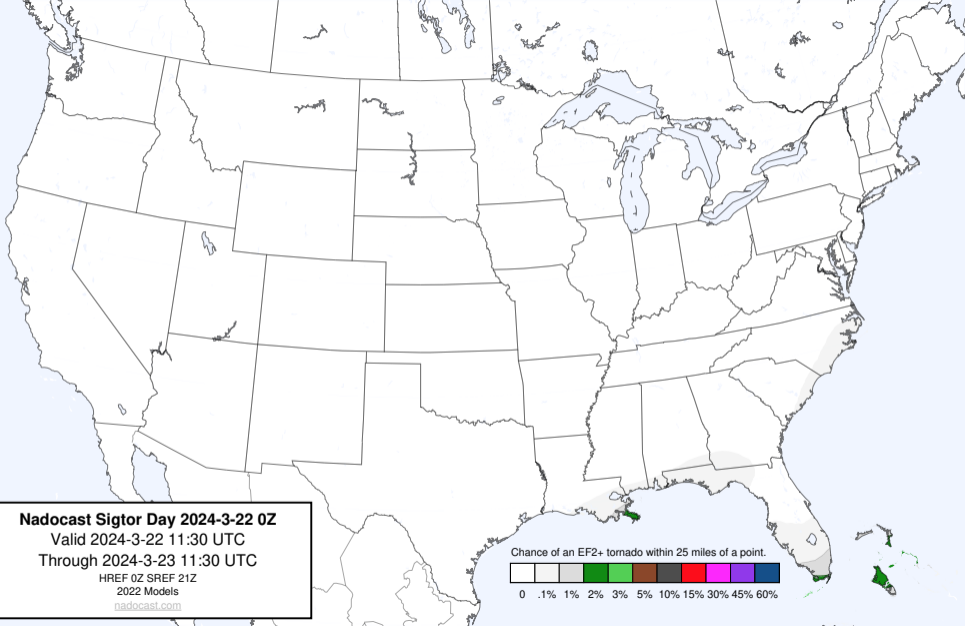 Nadocast Sigtor Day 2024-3-22 0Z
Valid 2024-3-22 11:30 UTC
Through 2024-3-23 11:30 UTC
HREF 0Z SREF 21Z
2022 Models
nadocast.com
Chance of an EF2+ tornado within 25 miles of a point.
0 .1% 1% 2% 3% 5% 10% 15% 30% 45% 60%